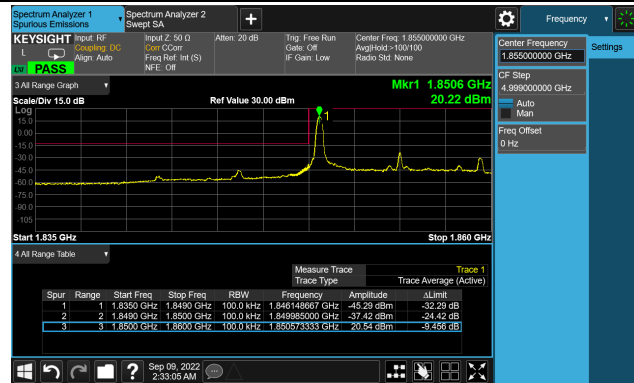 Spectrum Analyzer 1
Spurious Emissions
Spectrum Analyzer 2
Swept SA
Frequency
KEYSIGHT
L
LXI PASS
Input: RF
Coupling: DC
Align: Auto
Input Z: 50 Ω
Corr CCorr
Freq Ref: Int (S)
NFE: Off
Atten: 20 dB
Trig: Free Run
Gate: Off
IF Gain: Low
Center Freq: 1.855000000 GHz
Avg|Hold:>100/100
Radio Std: None
Center Frequency
1.855000000 GHz
Settings
CF Step
4.999000000 GHz
Auto
Man
Freq Offset
0 Hz
3 All Range Graph
Mkr1 1.8506 GHz
20.22 dBm
Scale/Div 15.0 dB
Ref Value 30.00 dBm
Log
15.0
0.00
-15.0
-30.0
-45.0
-60.0
-75.0
-90.0
-105
1
Start 1.835 GHz
Stop 1.860 GHz
4 All Range Table
Measure Trace Trace 1
Trace Type Trace Average (Active)
Spur Range Start Freq Stop Freq RBW Frequency Amplitude ΔLimit
1 1 1.8350 GHz 1.8490 GHz 100.0 kHz 1.846148667 GHz -45.29 dBm -32.29 dB
2 2 1.8490 GHz 1.8500 GHz 100.0 kHz 1.849985000 GHz -37.42 dBm -24.42 dB
3 3 1.8500 GHz 1.8600 GHz 100.0 kHz 1.850573333 GHz 20.54 dBm -9.456 dB
Sep 09, 2022
2:33:05 AM